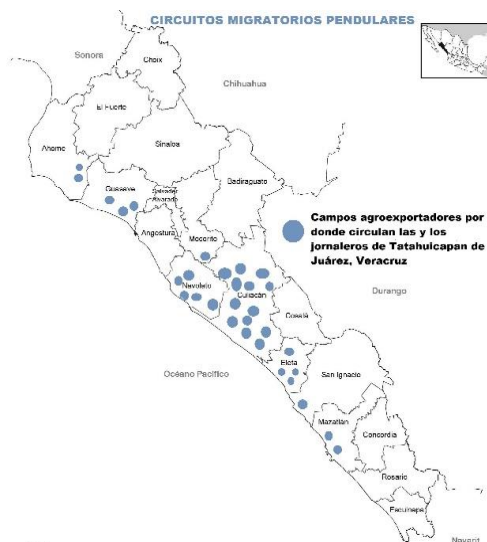 CIRCUITOS MIGRATORIOS PENDULARES
Sonora
Choix
Chihuahua
El Fuerte
Ahome
Sinaloa
Guasave
Salvador
Alvarado
Badiraguato
Angostura
Mocorito
Campos agroexportadores por
donde circulan las y los
jornaleros de Tatahuicapan de
Juárez, Veracruz
Navolato
Culiacán
Durango
Cosalá
Océano Pacífico
Elota
San Ignacio
Mazatlán
Concordia
Rosario
Escuinapa
Nayarit